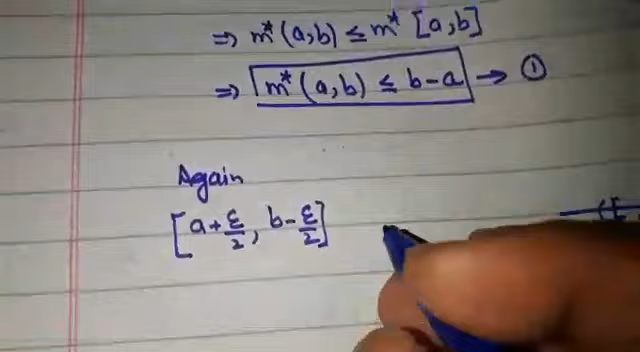 ⇒ m*(a,b) ≤ m* [a,b]
⇒ m*(a,b) ≤ b-a → ①
Again
[a+ε/2, b-ε/2]